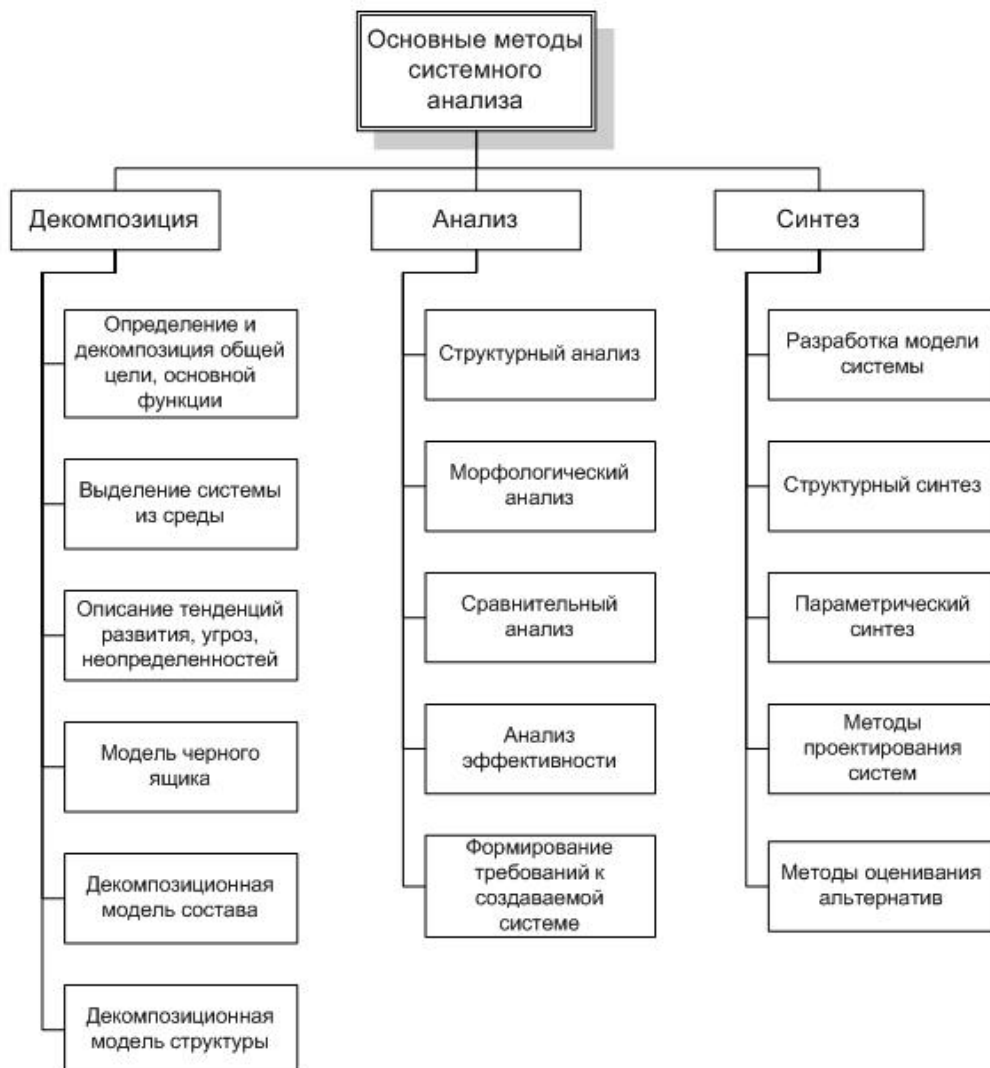 Основные методы
системного
анализа
Декомпозиция
Определение и
декомпозиция общей
цели, основной
функции
Выделение системы
из среды
Описание тенденций
развития, угроз,
неопределенностей
Модель черного
ящика
Декомпозиционная
модель состава
Декомпозиционная
модель структуры
Анализ
Структурный анализ
Морфологический
анализ
Сравнительный
анализ
Анализ
эффективности
Формирование
требований к
создаваемой
системе
Синтез
Разработка модели
системы
Структурный синтез
Параметрический
синтез
Методы
проектирования
систем
Методы оценивания
альтернатив